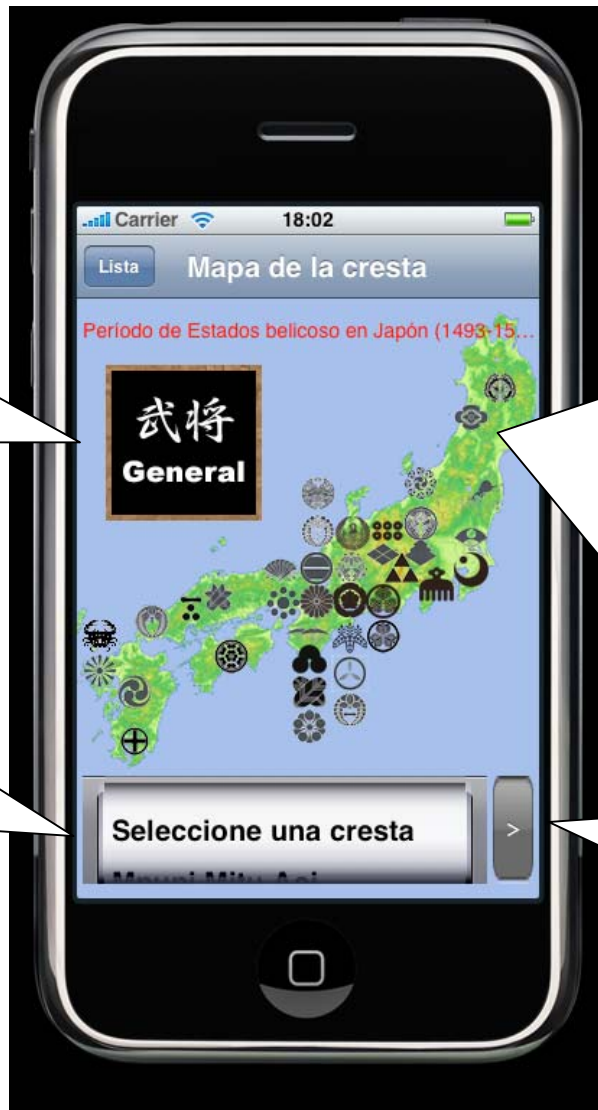 Carrier 18:02
Lista Mapa de la cresta
Período de Estados belicoso en Japón (1493-15...
武将
General
Seleccione una cresta
>